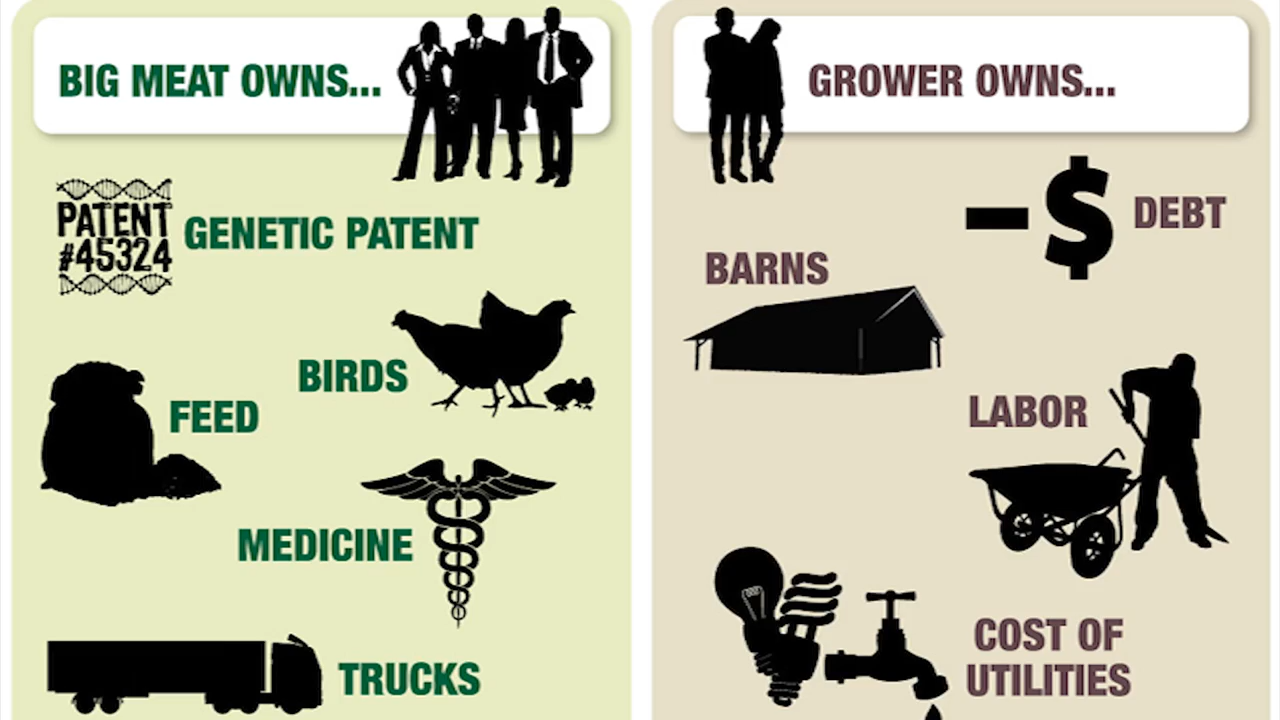 BIG MEAT OWNS...
PATENT
#45324
GENETIC PATENT
BIRDS
FEED
MEDICINE
TRUCKS
GROWER OWNS...
DEBT
–$
BARNS
LABOR
COST OF
UTILITIES